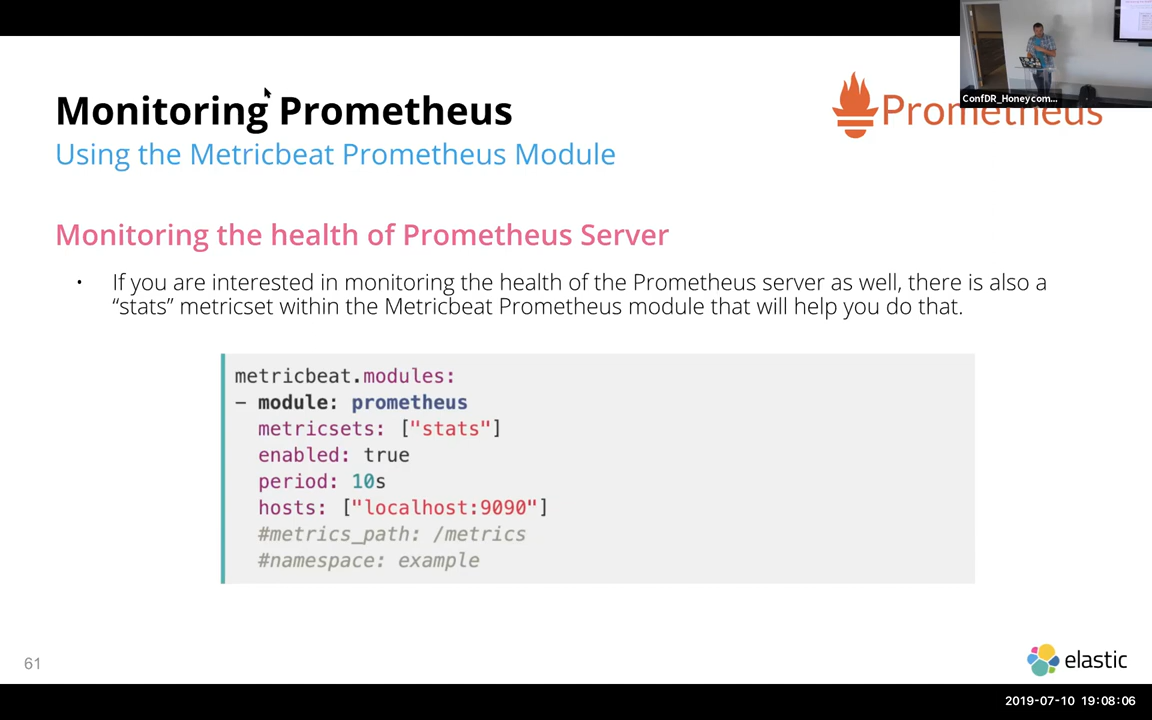 Monitoring Prometheus
Prometheus
ConfDR_Honeycom...
Using the Metricbeat Prometheus Module
Monitoring the health of Prometheus Server
• If you are interested in monitoring the health of the Prometheus server as well, there is also a
“stats” metricset within the Metricbeat Prometheus module that will help you do that.
metricbeat.modules:
– module: prometheus
metricsets: ["stats"]
enabled: true
period: 10s
hosts: ["localhost:9090"]
#metrics_path: /metrics
#namespace: example
61
elastic
2019-07-10 19:08:06